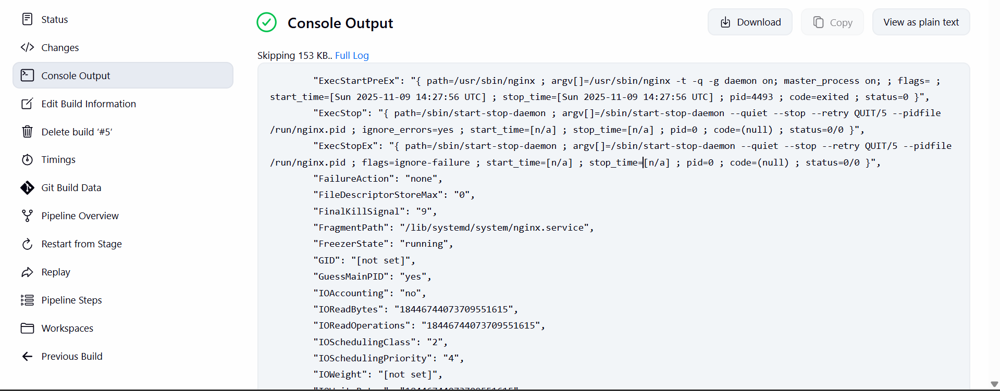 Status
Changes
Console Output
Edit Build Information
Delete build ‘#5’
Timings
Git Build Data
Pipeline Overview
Restart from Stage
Replay
Pipeline Steps
Workspaces
Previous Build
Console Output
Download
Copy
View as plain text
Skipping 153 KB.. Full Log
"ExecStartPreEx": "{ path=/usr/sbin/nginx ; argv[]=/usr/sbin/nginx -t -q -g daemon on; master_process on; ; flags= ;
start_time=[Sun 2025-11-09 14:27:56 UTC] ; stop_time=[Sun 2025-11-09 14:27:56 UTC] ; pid=4493 ; code=exited ; status=0 }",
"ExecStop": "{ path=/sbin/start-stop-daemon ; argv[]=/sbin/start-stop-daemon --quiet --stop --retry QUIT/5 --pidfile
/run/nginx.pid ; ignore_errors=yes ; start_time=[n/a] ; stop_time=[n/a] ; pid=0 ; code=(null) ; status=0/0 }",
"ExecStopEx": "{ path=/sbin/start-stop-daemon ; argv[]=/sbin/start-stop-daemon --quiet --stop --retry QUIT/5 --pidfile
/run/nginx.pid ; flags=ignore-failure ; start_time=[n/a] ; stop_time=[n/a] ; pid=0 ; code=(null) ; status=0/0 }",
"FailureAction": "none",
"FileDescriptorStoreMax": "0",
"FinalKillSignal": "9",
"FragmentPath": "/lib/systemd/system/nginx.service",
"FreezerState": "running",
"GID": "[not set]",
"GuessMainPID": "yes",
"IOAccounting": "no",
"IOReadBytes": "18446744073709551615",
"IOReadOperations": "18446744073709551615",
"IOSchedulingClass": "2",
"IOSchedulingPriority": "4",
"IOWeight": "[not set]",